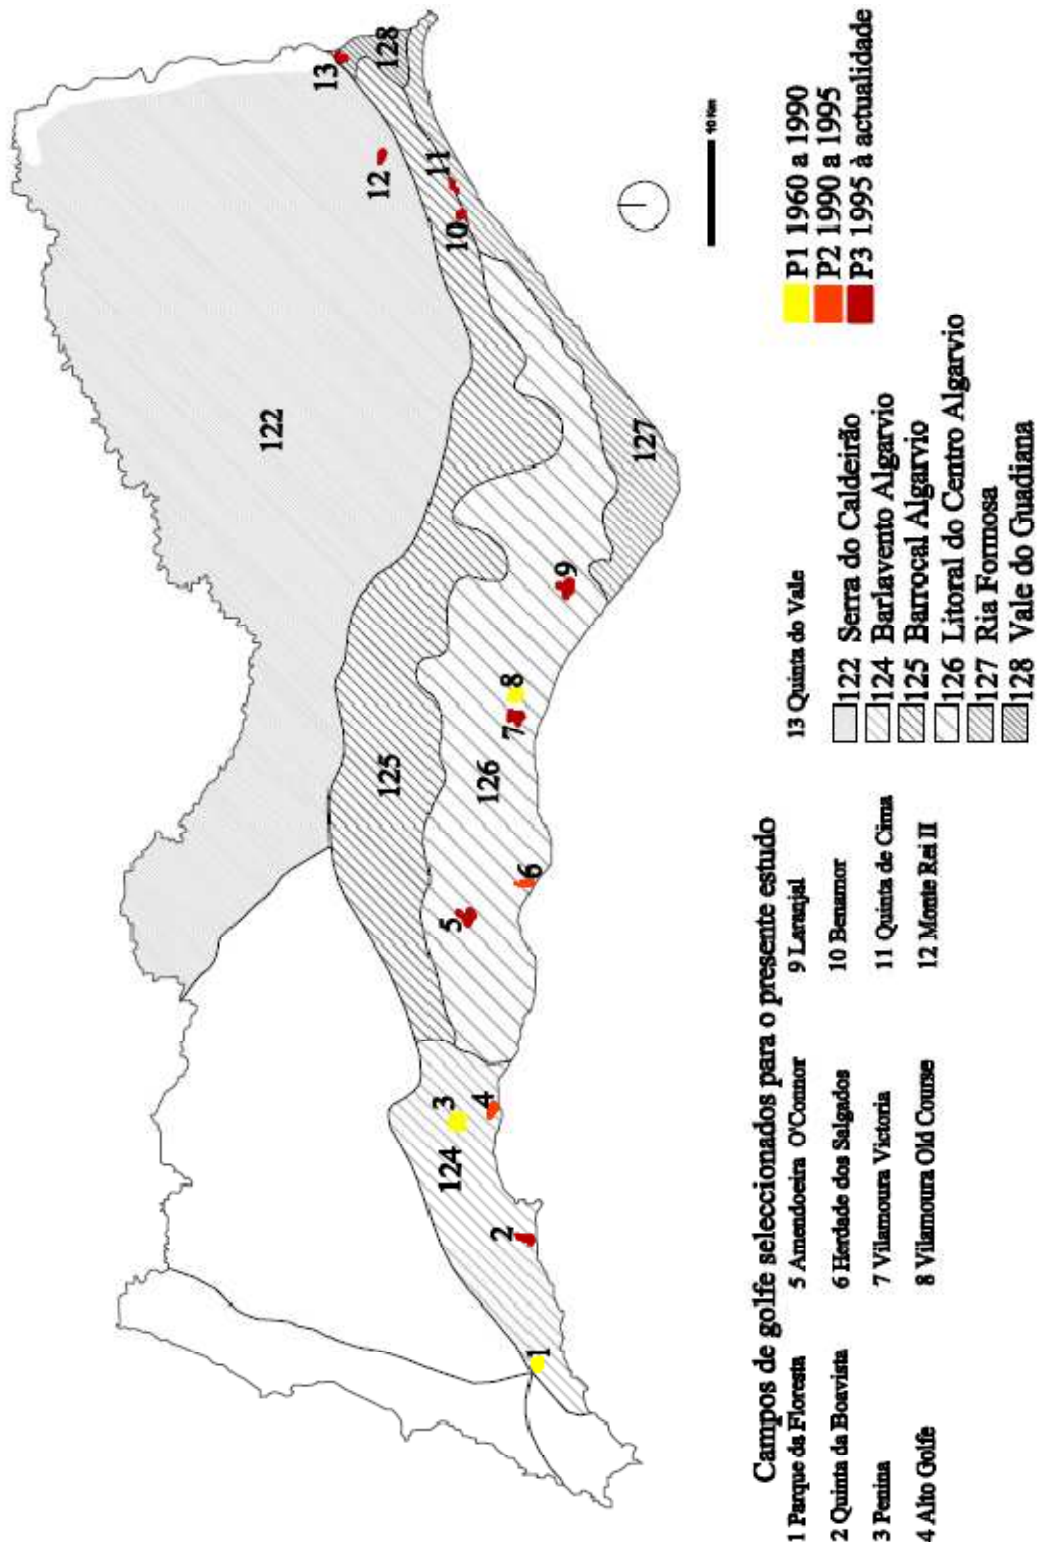 13
128
12
11
10
122
127
9
8
7
125
126
6
5
3
4
124
2
1
10 Km
P1 1960 a 1990
P2 1990 a 1995
P3 1995 à actualidade
Campos de golfe seleccionados para o presente estudo
1 Parque da Floresta
2 Quinta da Boavista
3 Penina
4 Alto Golfe
5 Amendoeira O'Connor
6 Herdade dos Salgados
7 Vilamoura Victoria
8 Vilamoura Old Course
9 Laranjal
10 Benamor
11 Quinta de Cima
12 Monte Rei II
13 Quinta do Vale
122 Serra do Caldeirão
124 Barlavento Algarvio
125 Barrocal Algarvio
126 Litoral do Centro Algarvio
127 Ria Formosa
128 Vale do Guadiana